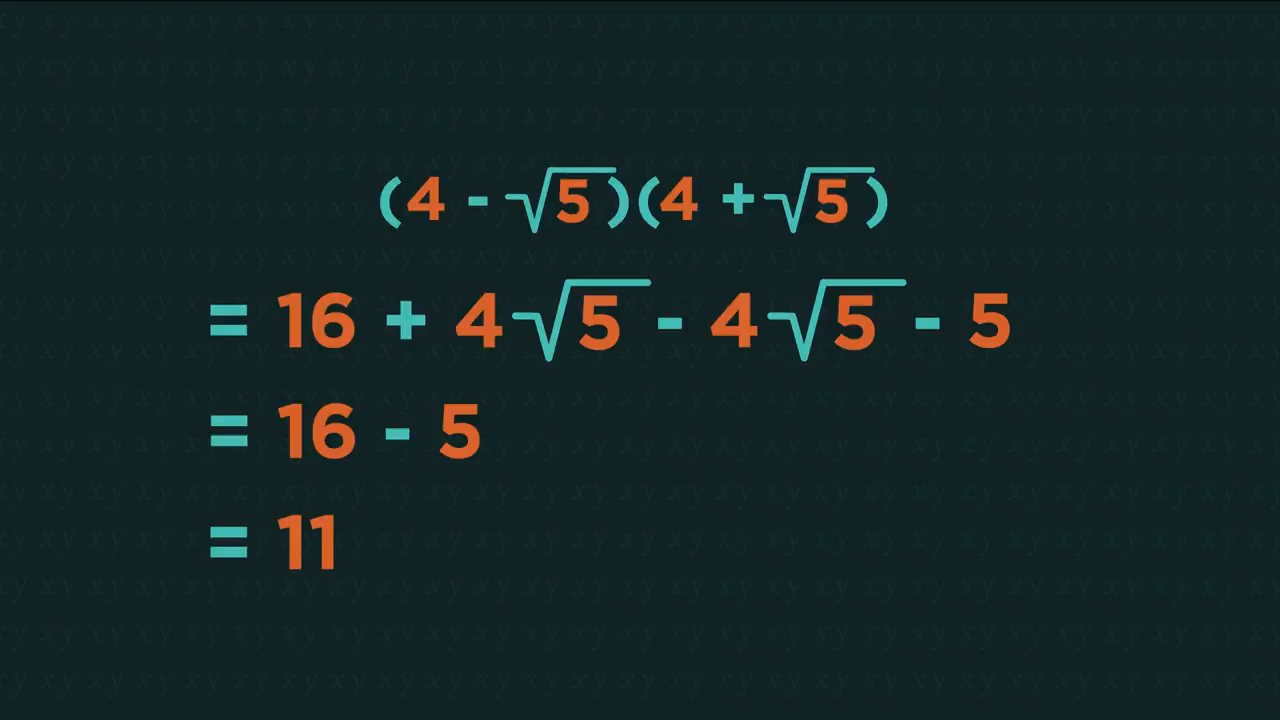 (4 - √5)(4 + √5)
= 16 + 4√5 - 4√5 - 5
= 16 - 5
= 11